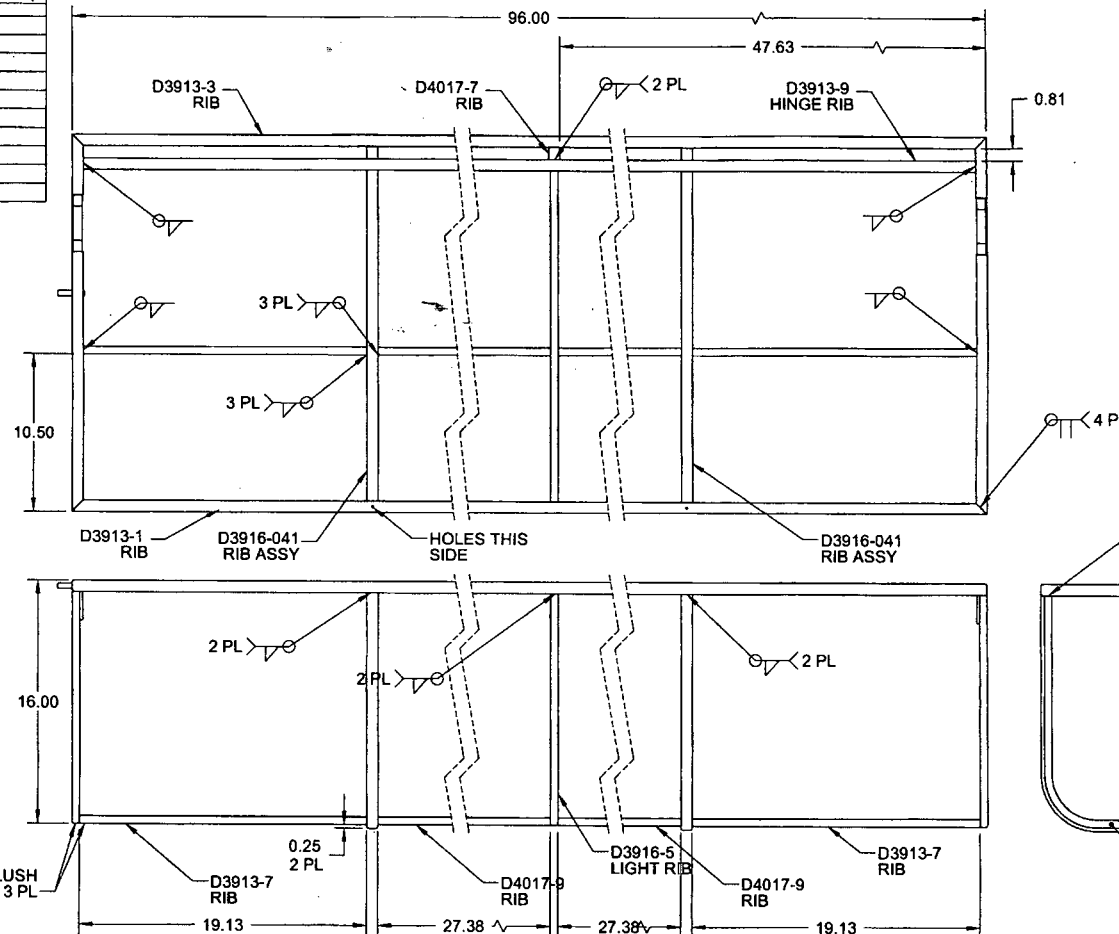 96.00
47.63
D3913-3
RIB
D4017-7
RIB
2 PL
D3913-9
HINGE RIB
0.81
3 PL
3 PL
10.50
4 P
D3913-1
RIB
D3916-041
RIB ASSY
HOLES THIS
SIDE
D3916-041
RIB ASSY
2 PL
2 PL
2 PL
16.00
LUSH
3 PL
D3913-7
RIB
0.25
2 PL
D4017-9
RIB
D3916-5
LIGHT RIB
D4017-9
RIB
D3913-7
RIB
19.13
27.38
27.38
19.13